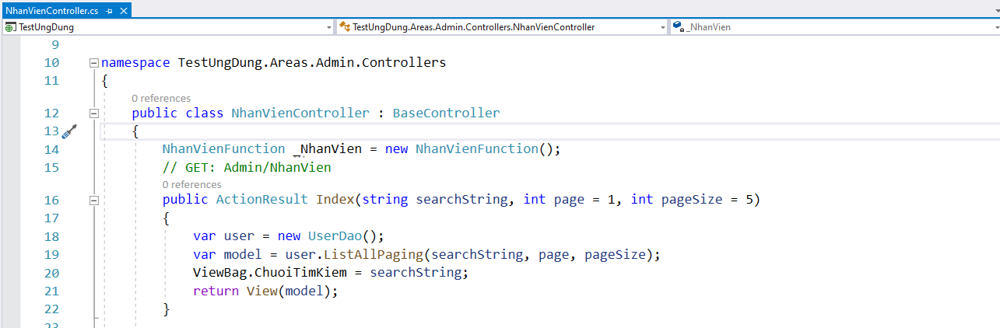 NhanVienController.cs
TestUngDung TestUngDung.Areas.Admin.Controllers.NhanVienController _NhanVien
9
10 namespace TestUngDung.Areas.Admin.Controllers
11 {
0 references
12 public class NhanVienController : BaseController
13 {
14 NhanVienFunction _NhanVien = new NhanVienFunction();
15 // GET: Admin/NhanVien
0 references
16 public ActionResult Index(string searchString, int page = 1, int pageSize = 5)
17 {
18 var user = new UserDao();
19 var model = user.ListAllPaging(searchString, page, pageSize);
20 ViewBag.ChuoiTimKiem = searchString;
21 return View(model);
22 }
23